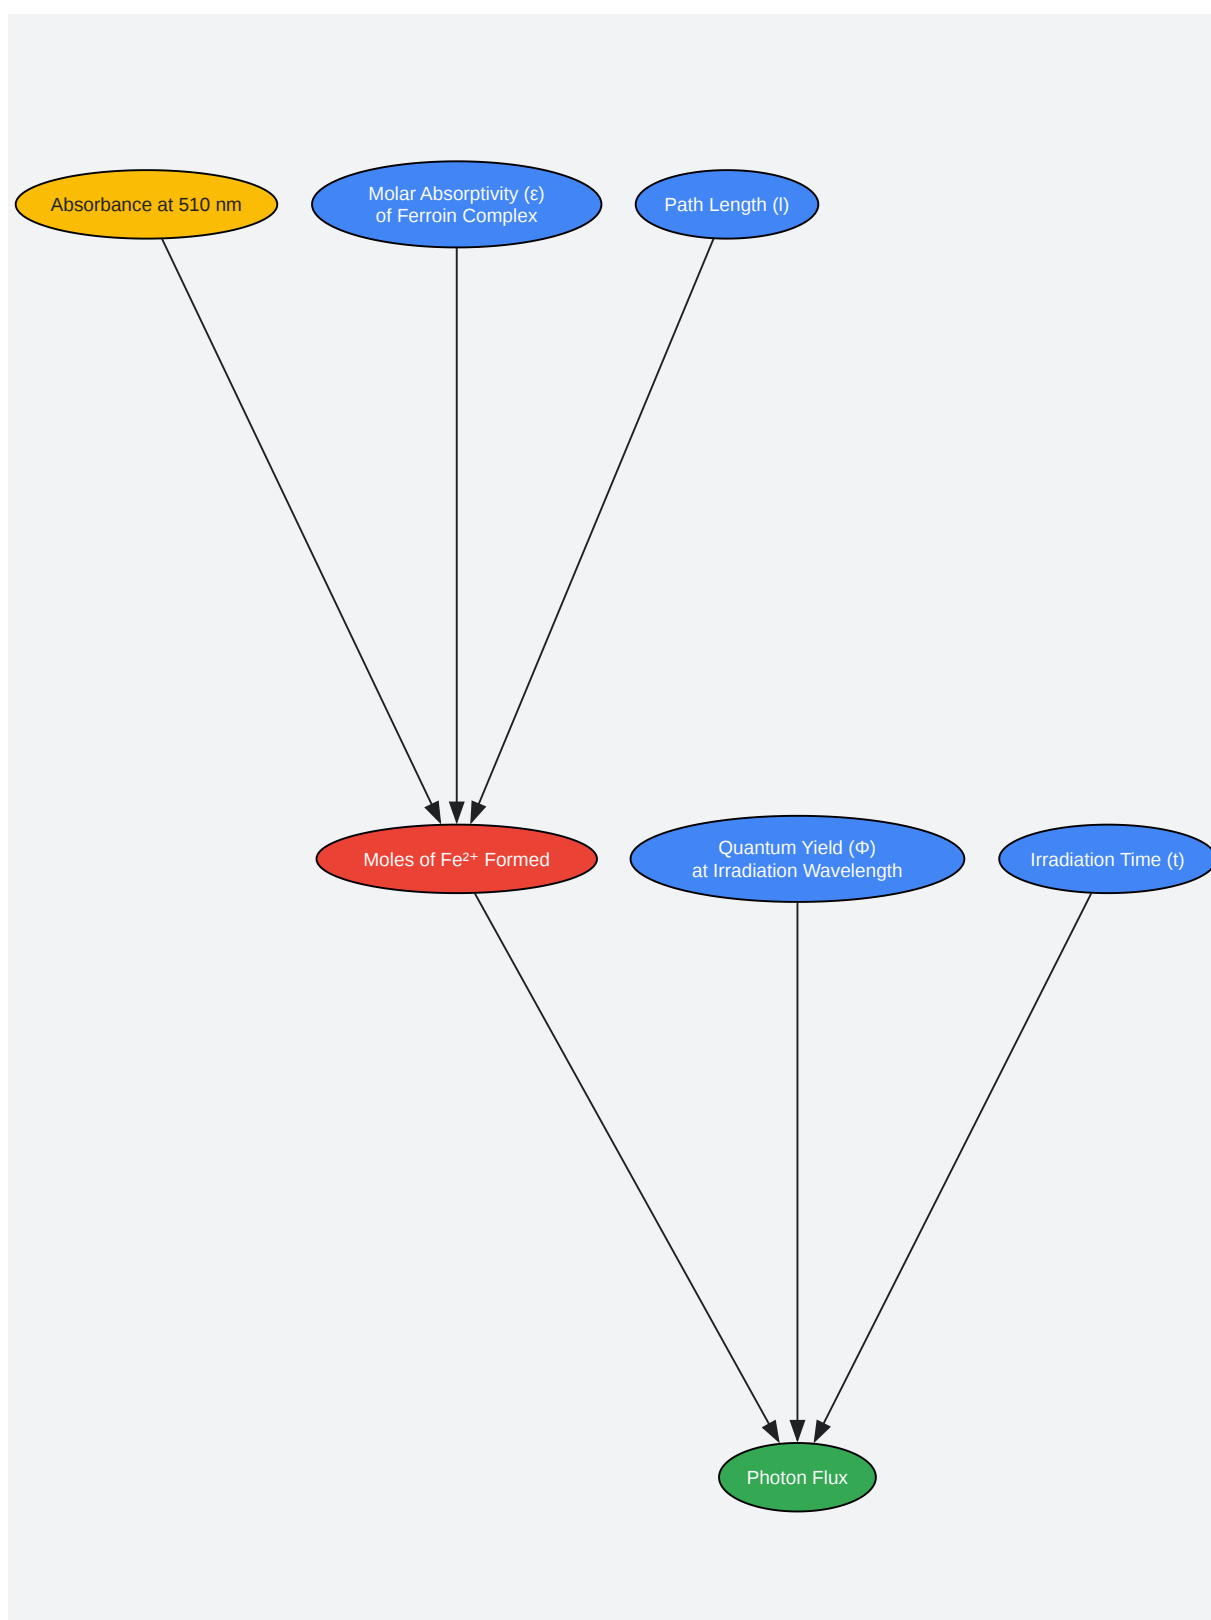 Absorbance at 510 nm
Molar Absorptivity (ε)
of Ferroin Complex
Path Length (l)
Moles of Fe²⁺ Formed
Quantum Yield (Φ)
at Irradiation Wavelength
Irradiation Time (t)
Photon Flux